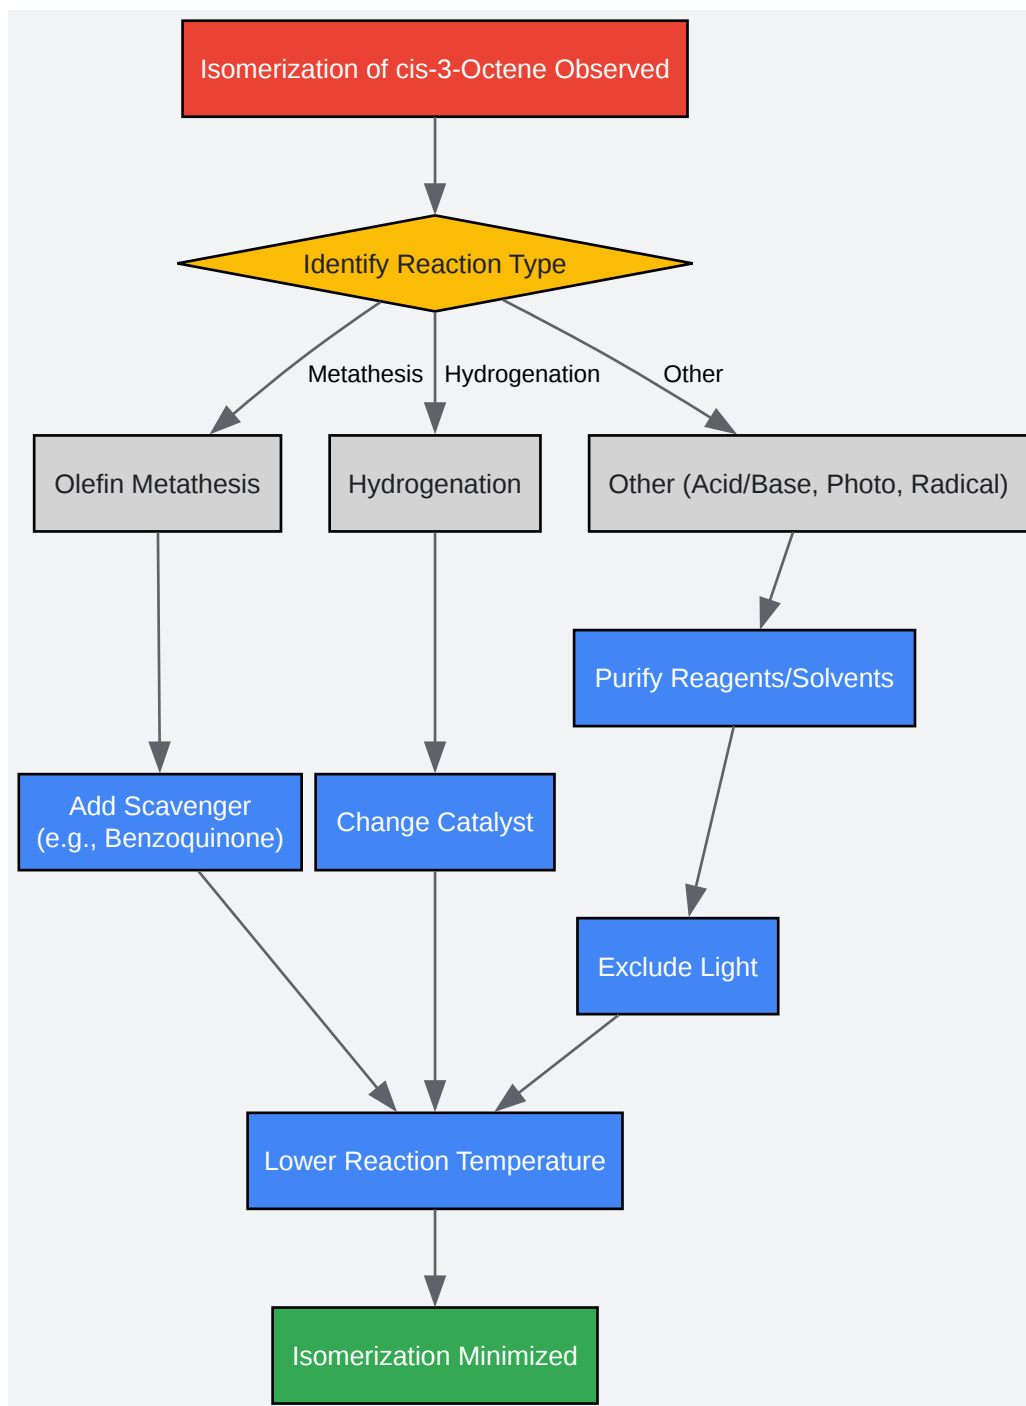 Isomerization of cis-3-Octene Observed
Identify Reaction Type
Metathesis
Hydrogenation
Other
Olefin Metathesis
Hydrogenation
Other (Acid/Base, Photo, Radical)
Purify Reagents/Solvents
Add Scavenger
(e.g., Benzoquinone)
Change Catalyst
Exclude Light
Lower Reaction Temperature
Isomerization Minimized